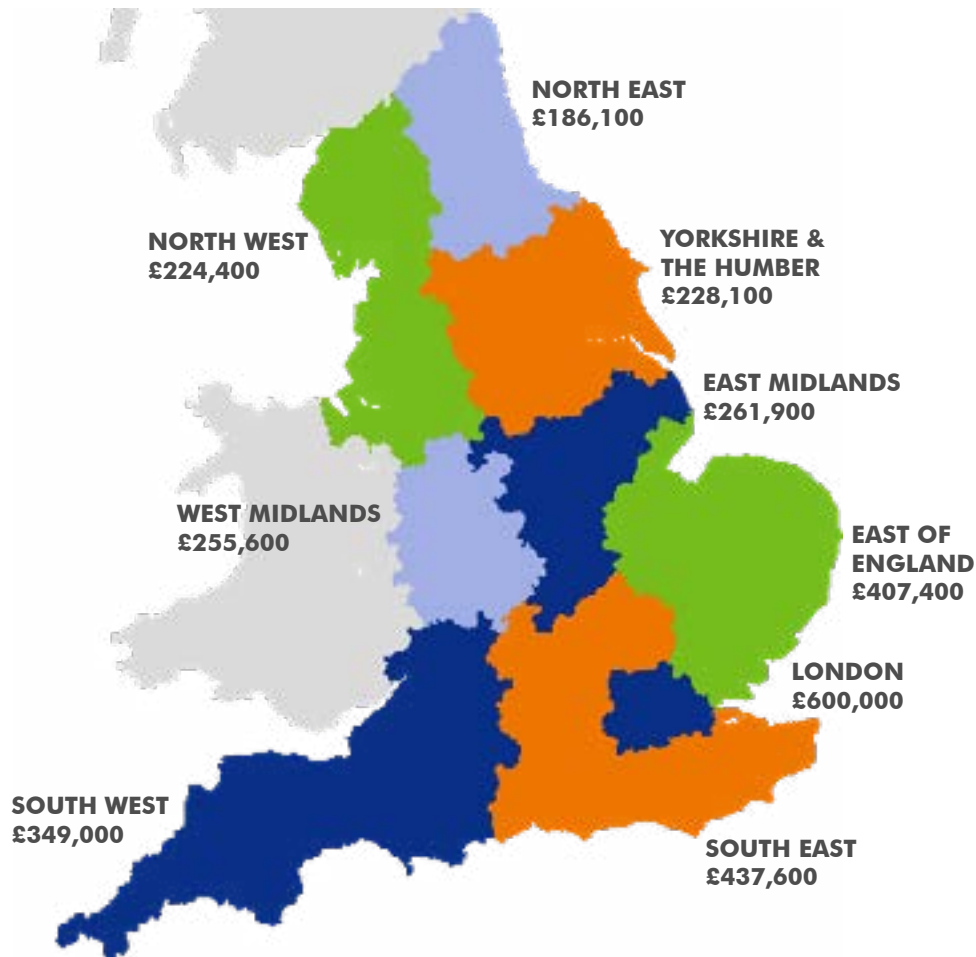 NORTH EAST
£186,100
NORTH WEST
£224,400
YORKSHIRE &
THE HUMBER
£228,100
EAST MIDLANDS
£261,900
WEST MIDLANDS
£255,600
EAST OF
ENGLAND
£407,400
LONDON
£600,000
SOUTH WEST
£349,000
SOUTH EAST
£437,600